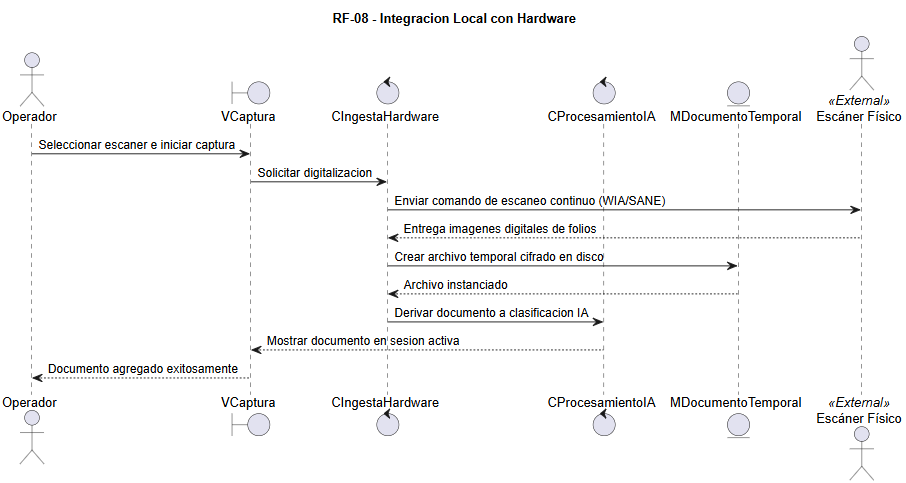 RF-08 - Integracion Local con Hardware
«External»
Operador VCaptura CIngestaHardware CProcesamientoIA MDocumentoTemporal Escáner Físico
Seleccionar escaner e iniciar captura
Solicitar digitalizacion
Enviar comando de escaneo continuo (WIA/SANE)
Entrega imagenes digitales de folios
Crear archivo temporal cifrado en disco
Archivo instanciado
Derivar documento a clasificacion IA
Mostrar documento en sesion activa
Documento agregado exitosamente
Operador VCaptura CIngestaHardware CProcesamientoIA MDocumentoTemporal «External»
Escáner Físico